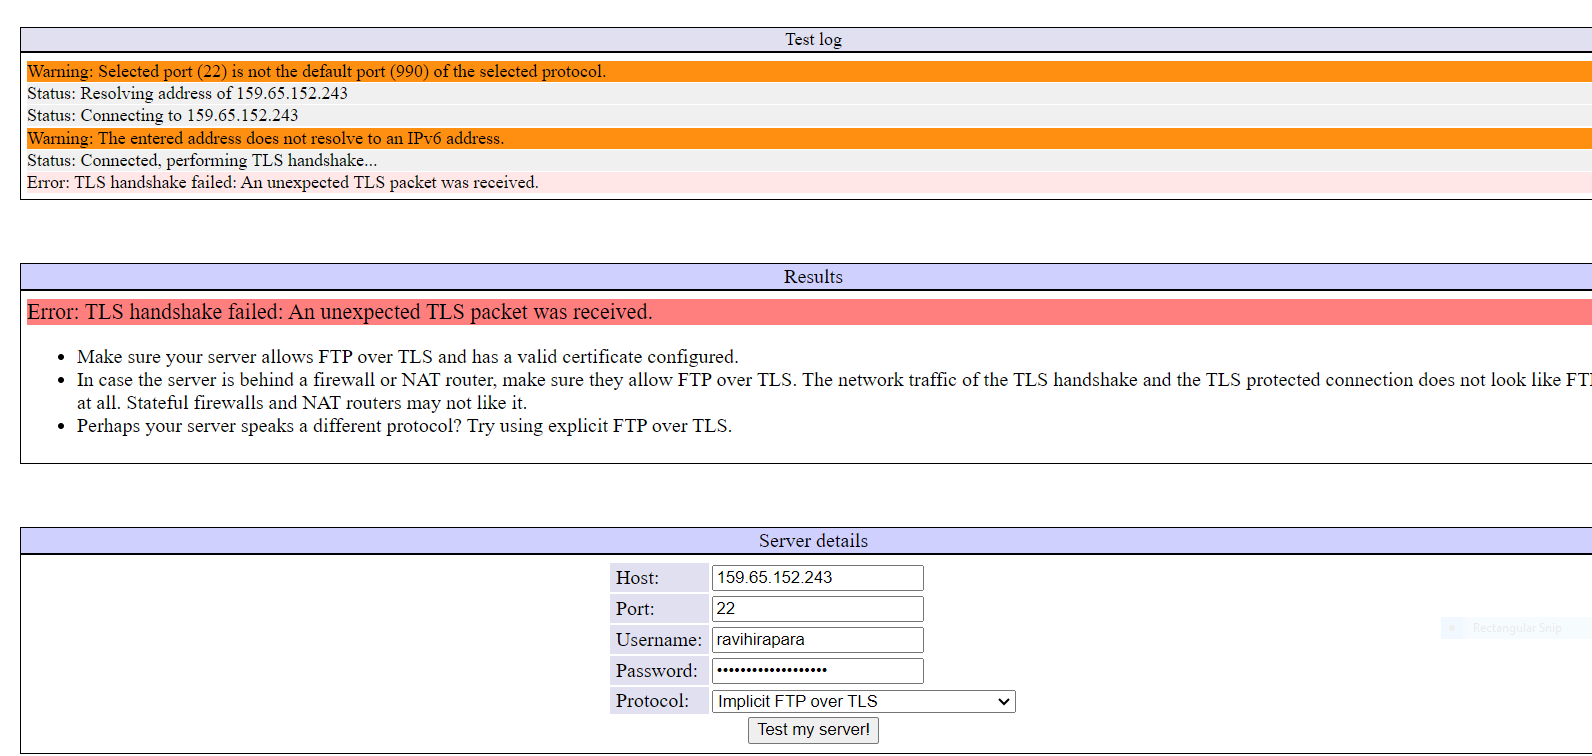 Test log
Warning: Selected port (22) is not the default port (990) of the selected protocol.
Status: Resolving address of 159.65.152.243
Status: Connecting to 159.65.152.243
Warning: The entered address does not resolve to an IPv6 address.
Status: Connected, performing TLS handshake...
Error: TLS handshake failed: An unexpected TLS packet was received.
Results
Error: TLS handshake failed: An unexpected TLS packet was received.
• Make sure your server allows FTP over TLS and has a valid certificate configured.
• In case the server is behind a firewall or NAT router, make sure they allow FTP over TLS. The network traffic of the TLS handshake and the TLS protected connection does not look like
at all. Stateful firewalls and NAT routers may not like it.
• Perhaps your server speaks a different protocol? Try using explicit FTP over TLS.
Server details
Host: 159.65.152.243
Port: 22
Username: ravihirapara
Rectangular Snip
Password: •••••••••••••••••••
Protocol: Implicit FTP over TLS
Test my server!